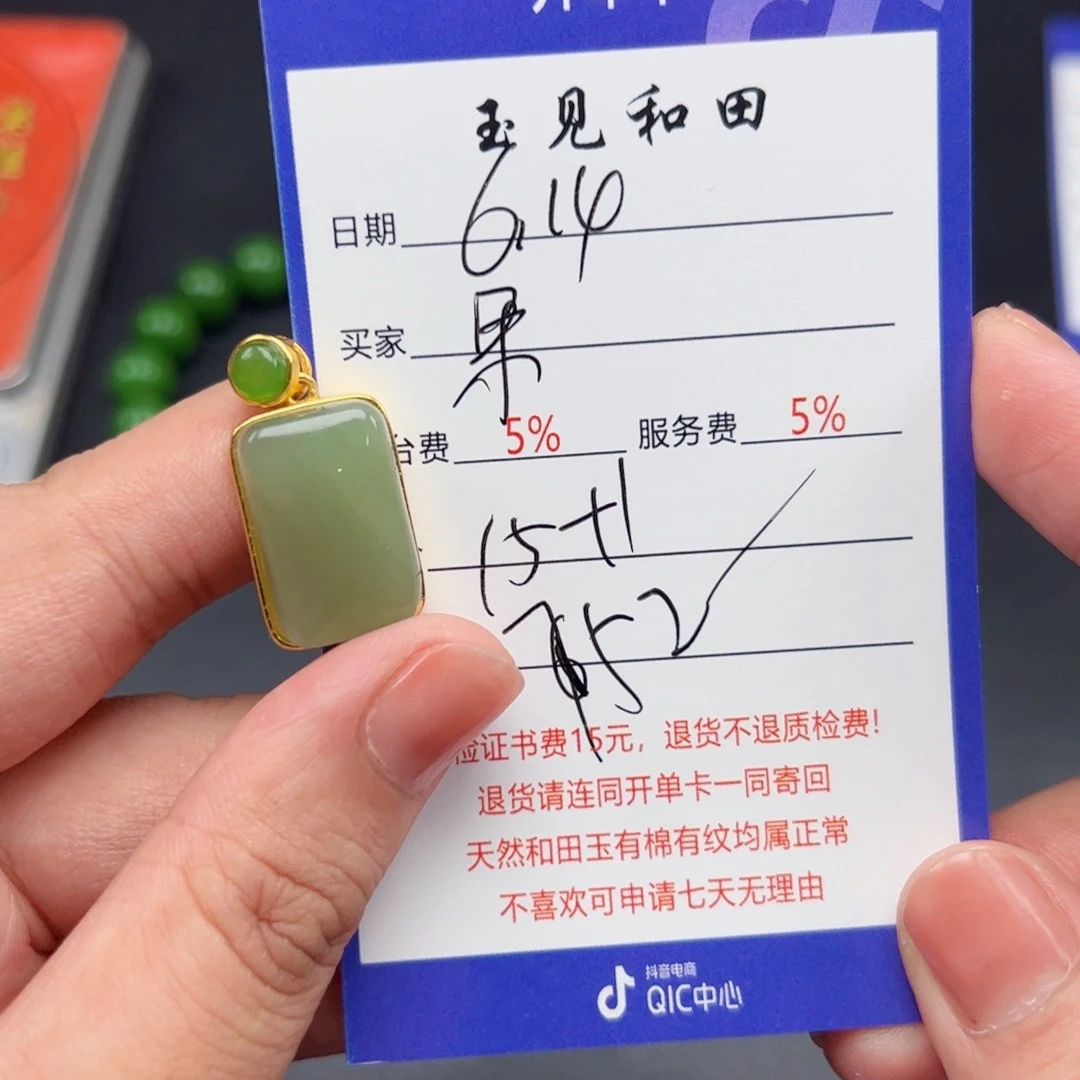 玉见和田
日期 6.14
买家 果
台费 5% 服务费 5%
15+1
验证书费15元，退货不退质检费！
退货请连同开单卡一同寄回
天然和田玉有棉有纹均属正常
不喜欢可申请七天无理由
抖音电商
QIC中心